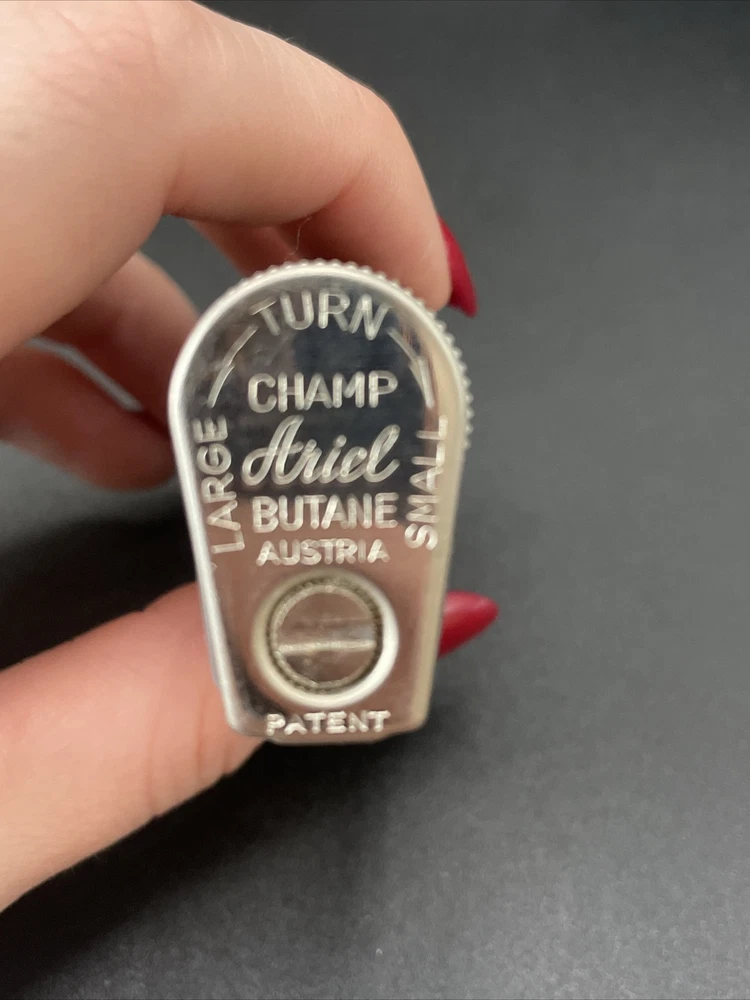 TURN
CHAMP
Ariel
LARGE
SMALL
BUTANE
AUSTRIA
PATENT